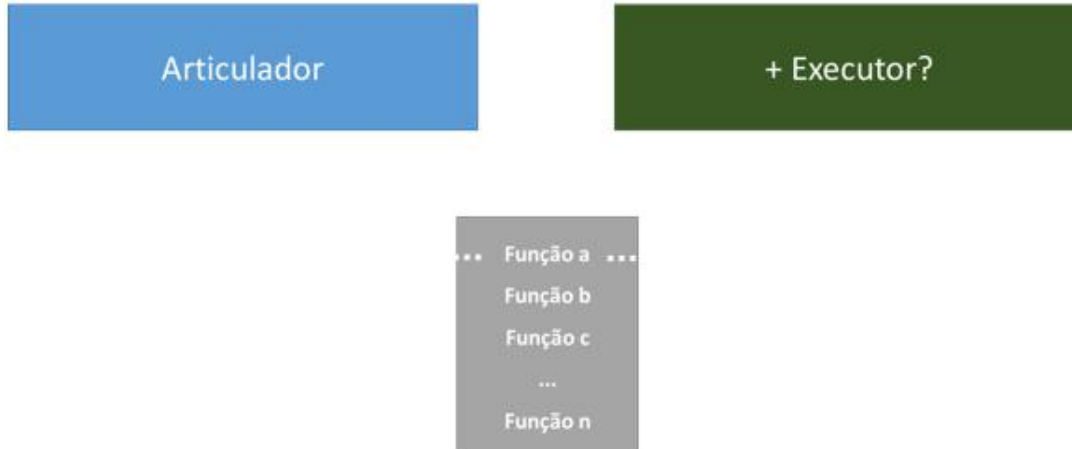 Articulador
+ Executor?
... Função a ...
Função b
Função c
...
Função n